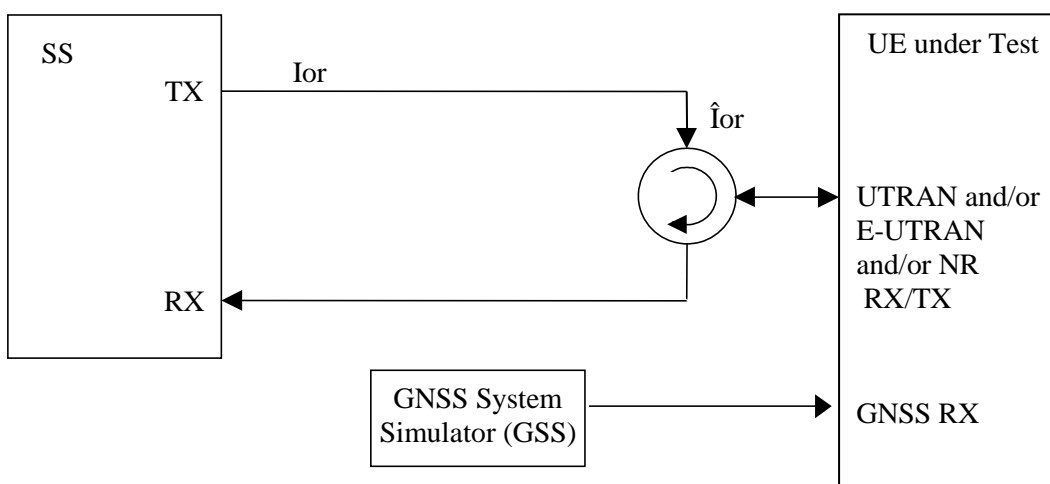 SS
TX
Ior
Îor
RX
UE under Test
UTRAN and/or
E-UTRAN
and/or NR
RX/TX
GNSS System
Simulator (GSS)
GNSS RX